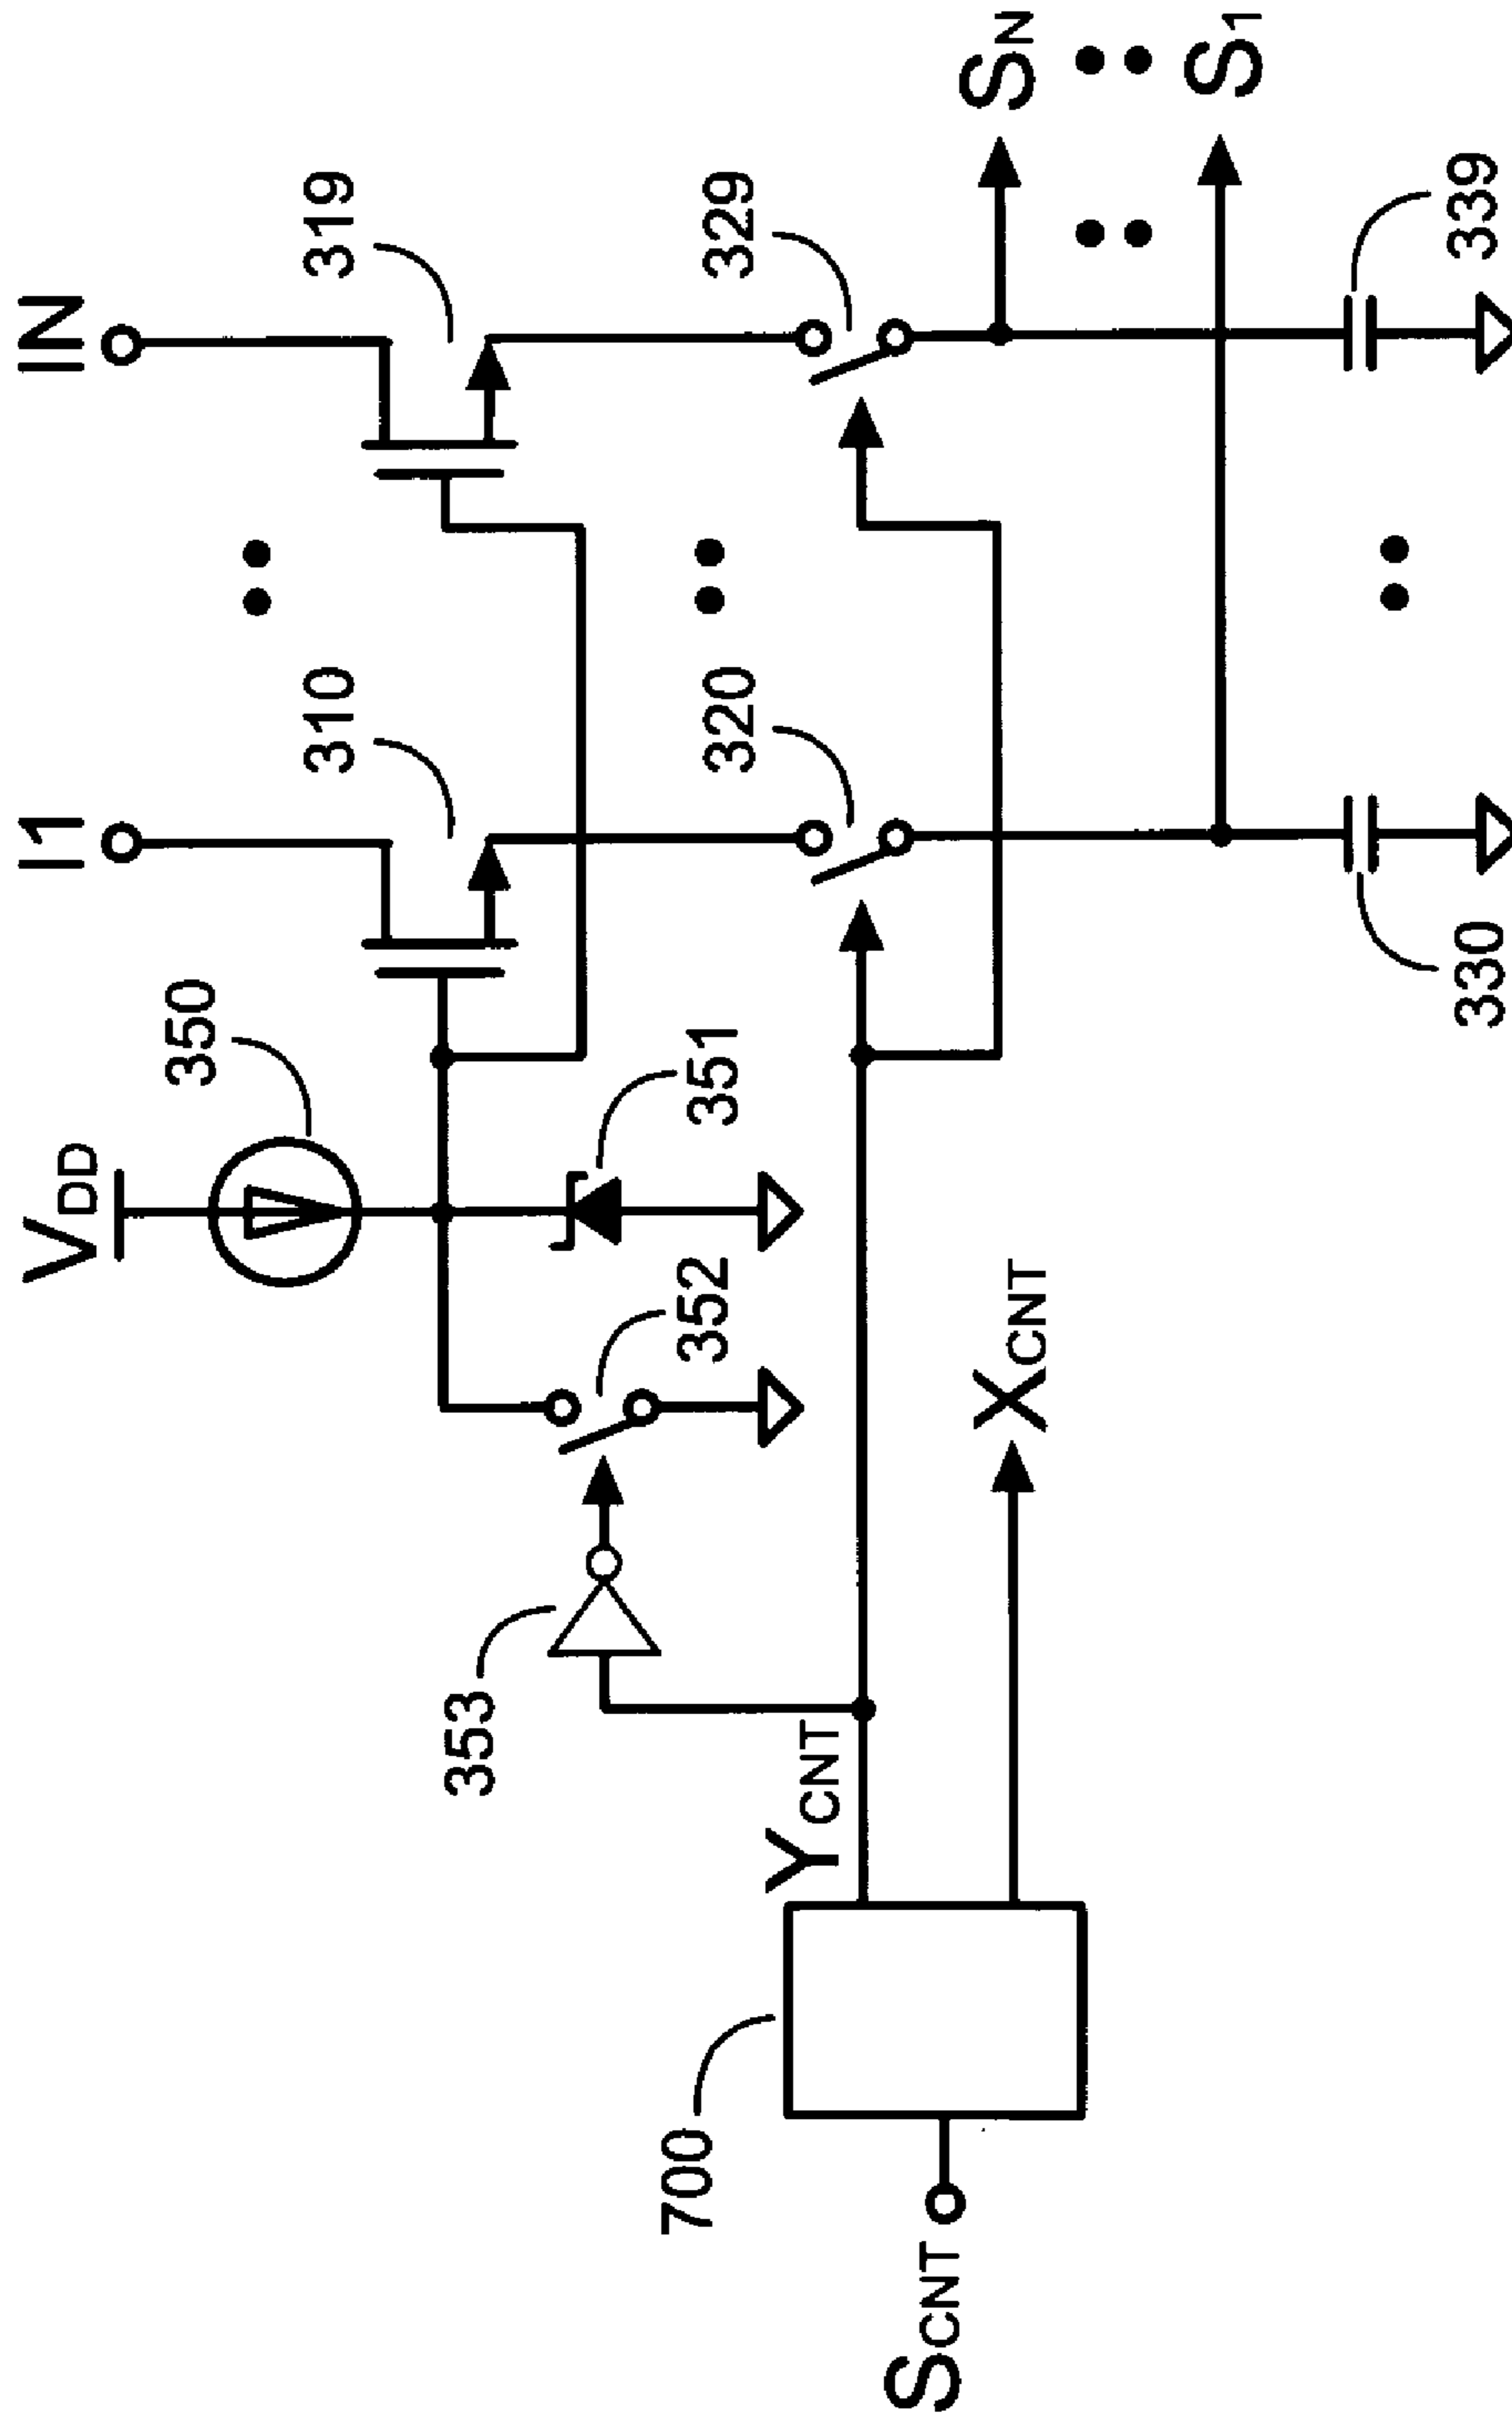 I1
IN
VDD
350
310
319
351
352
353
320
329
YCNT
XCNT
SN
S1
700
SCNT
330
339